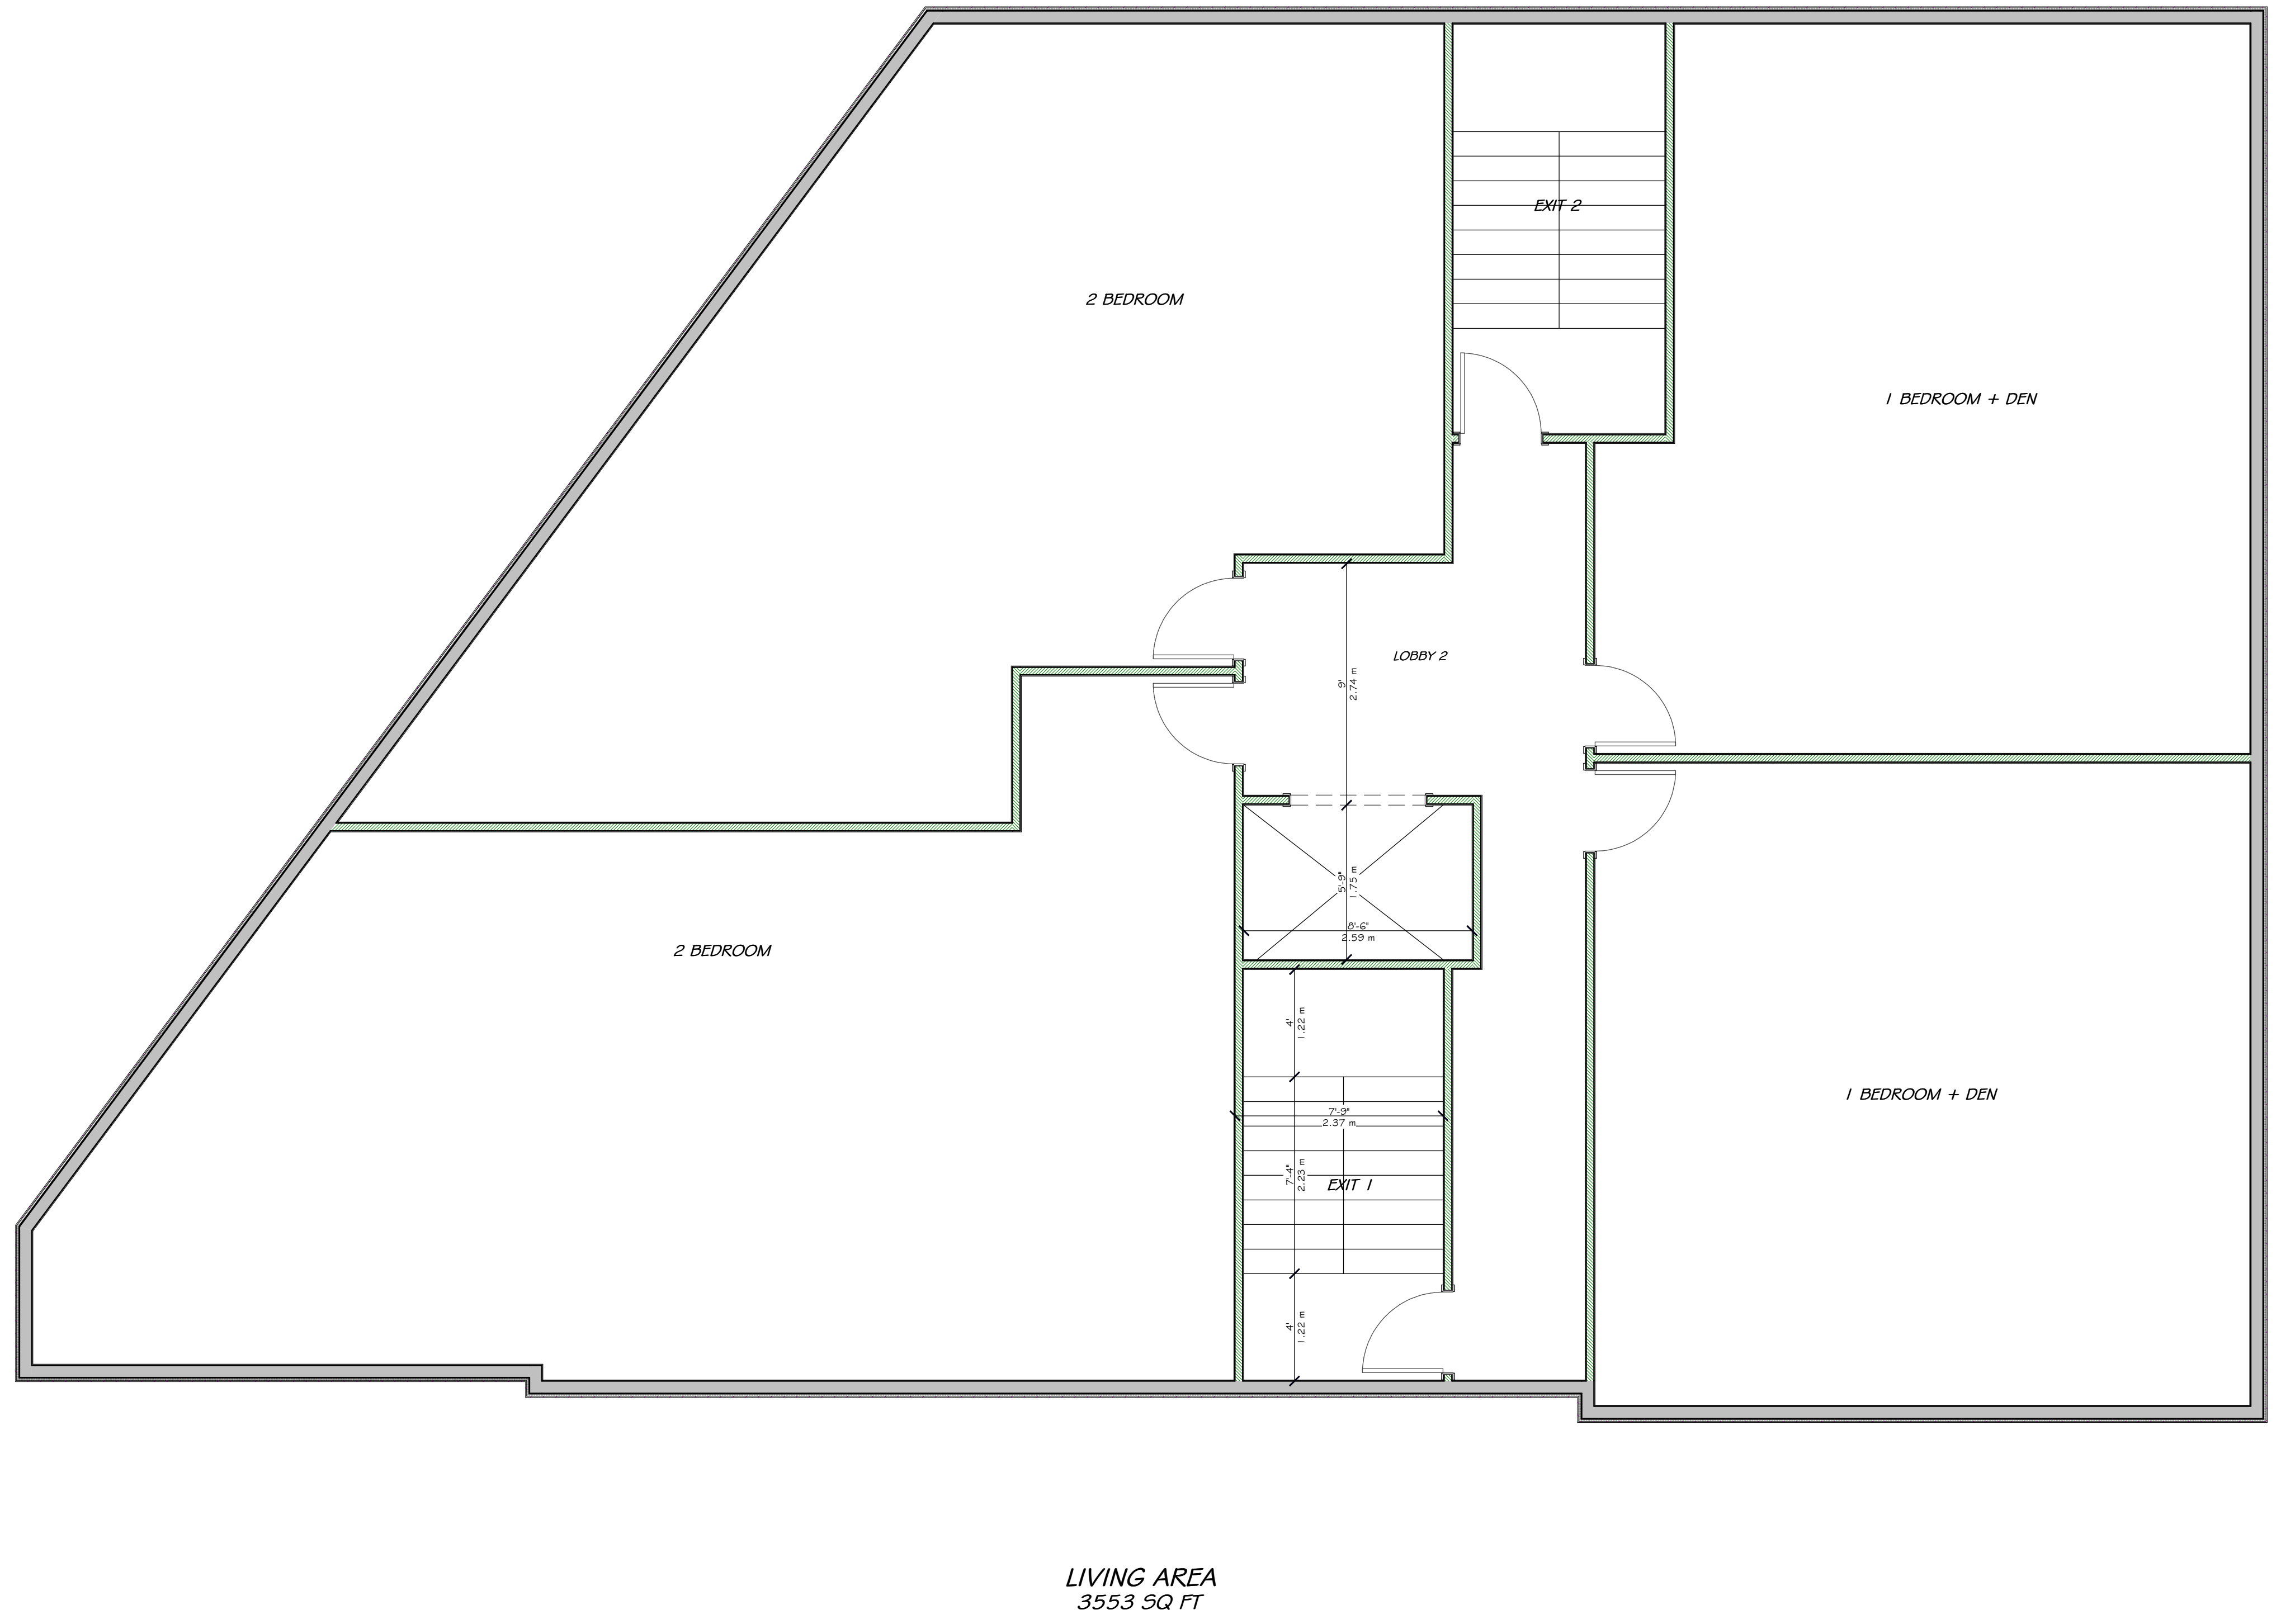 EXIT 2
2 BEDROOM
1 BEDROOM + DEN
LOBBY 2
9'
2.74 m
5'-9"
1.75 m
8'-6"
2.59 m
2 BEDROOM
4'
1.22 m
1 BEDROOM + DEN
7'-9"
2.37 m
7'-4"
2.23 m
EXIT 1
4'
1.22 m
LIVING AREA
3553 SQ FT